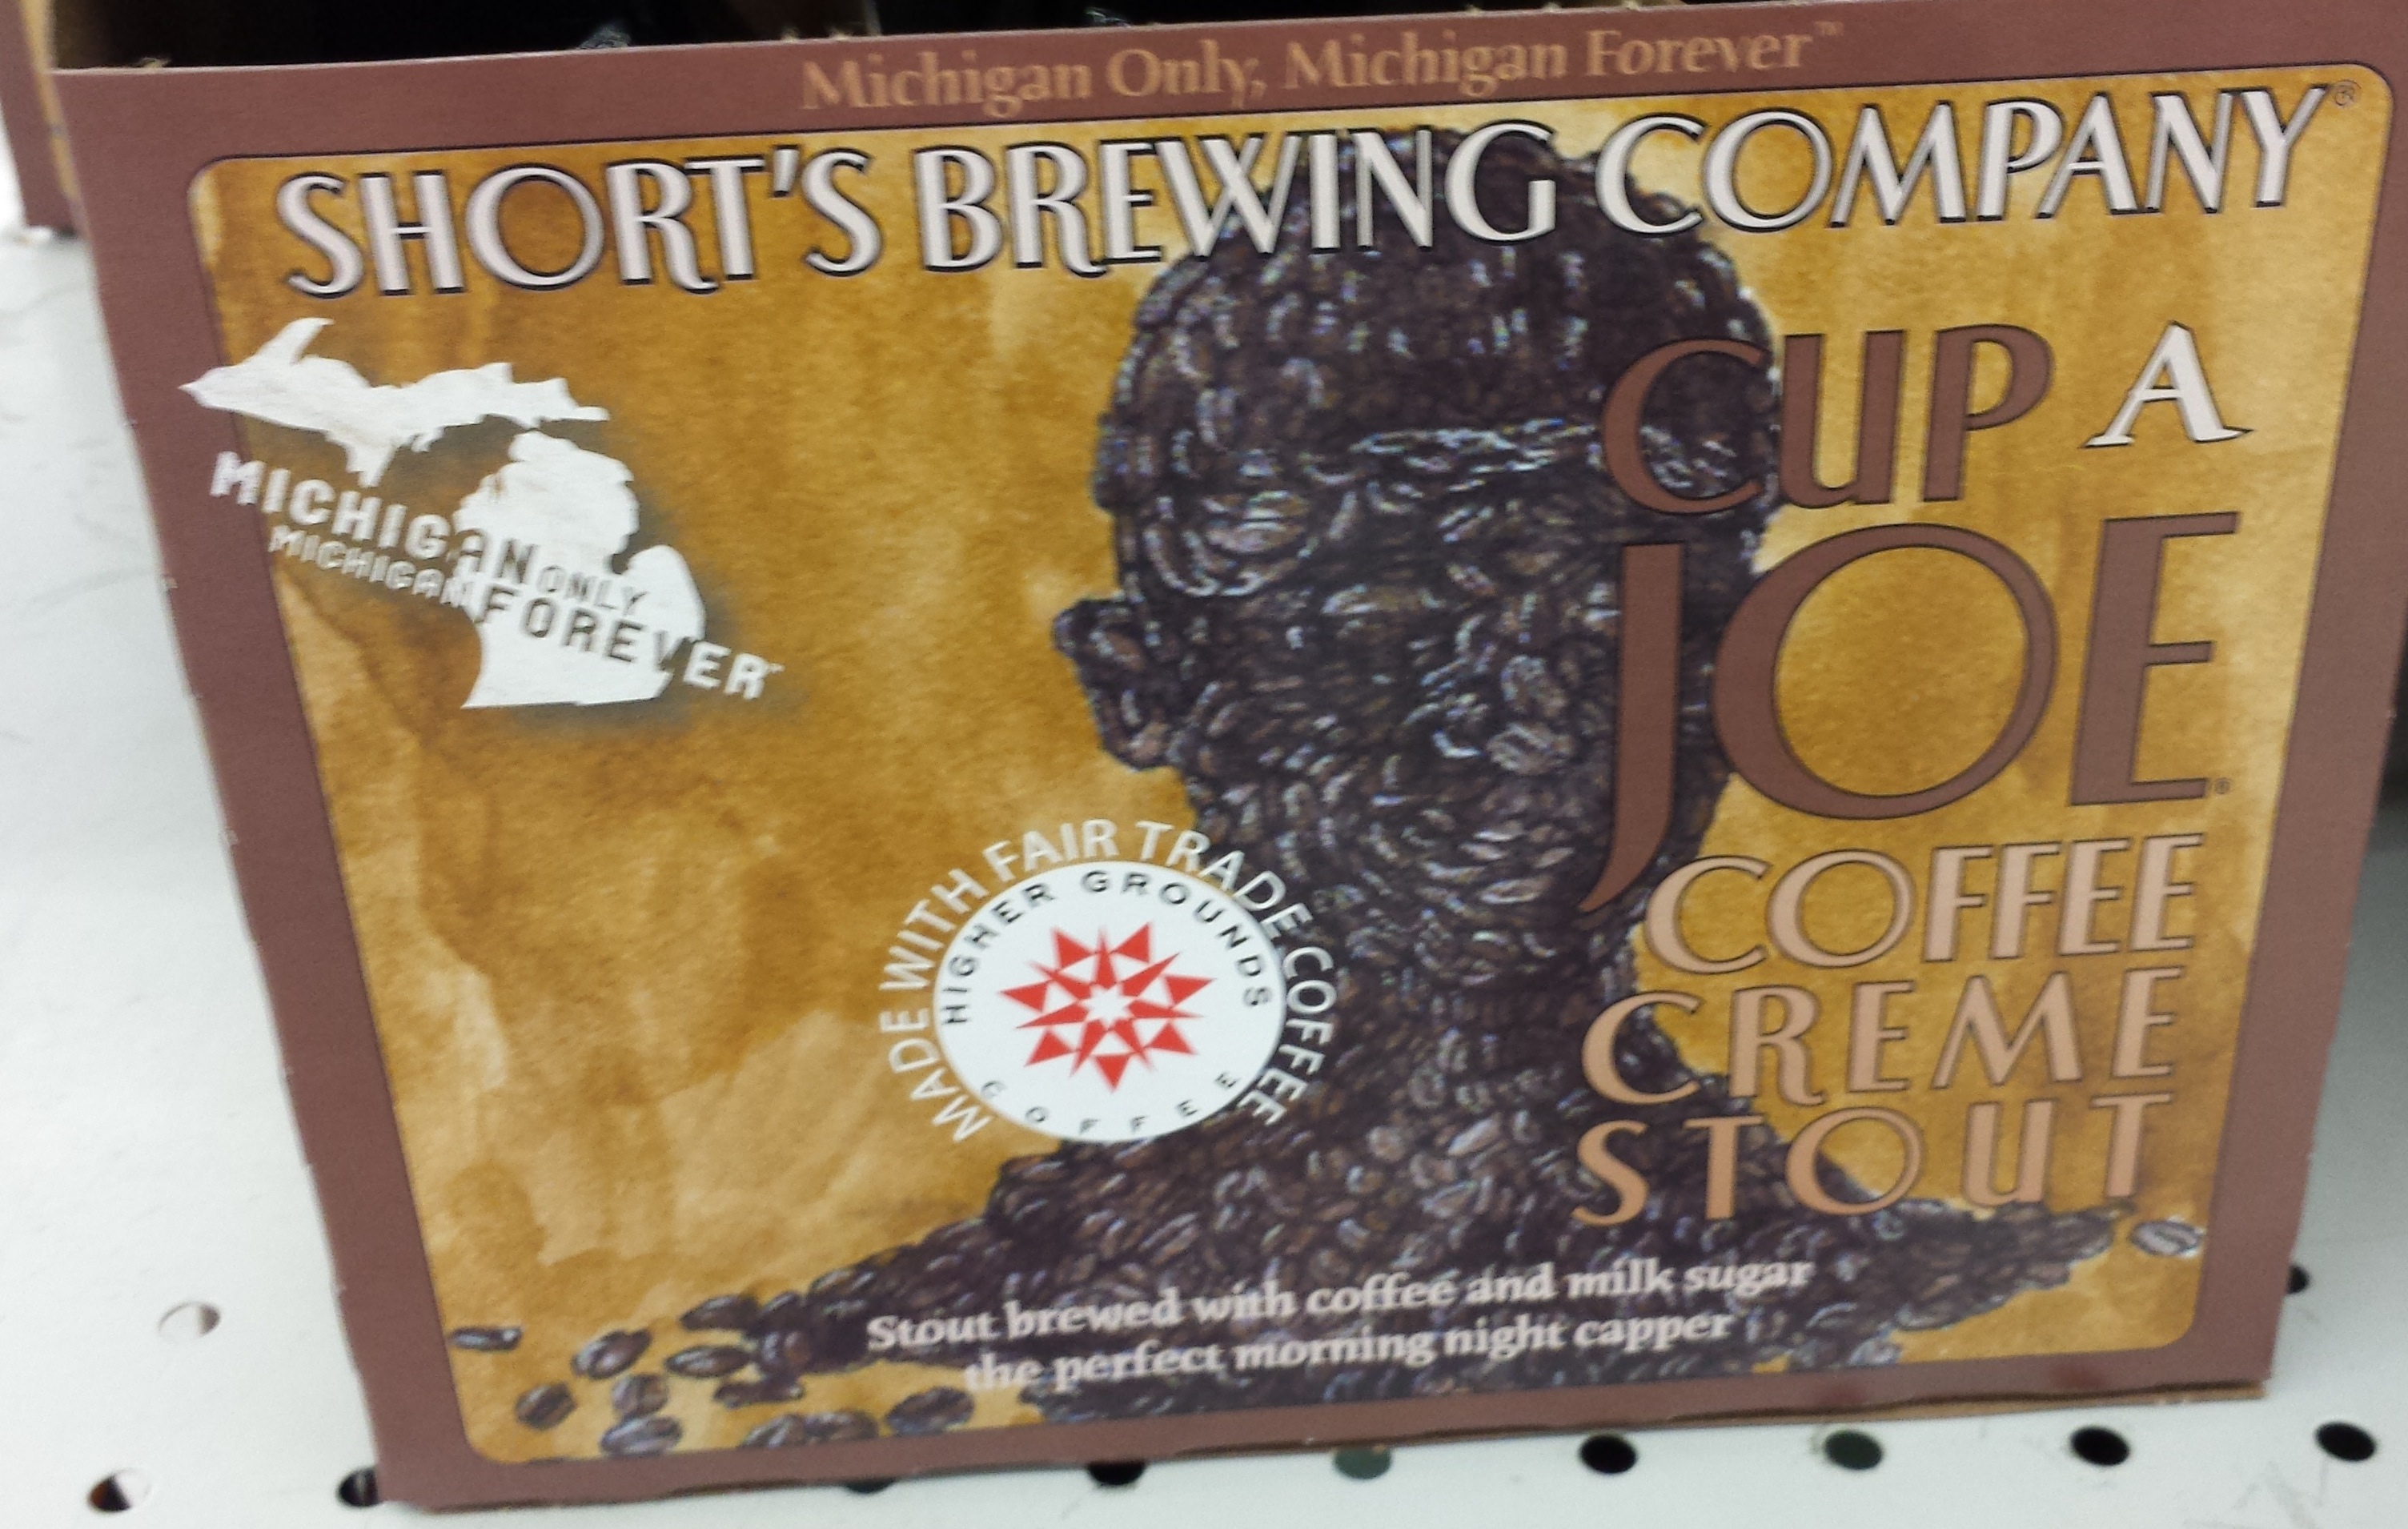 Michigan Only, Michigan Forever™
SHORT'S BREWING COMPANY®
CUP A
JOE®
COFFEE
CREME
STOUT
MICHIGAN ONLY
MICHIGAN FOREVER™
MADE WITH FAIR TRADE COFFEE
HIGHER GROUNDS
COFFEE
Stout brewed with coffee and milk sugar
the perfect morning night capper